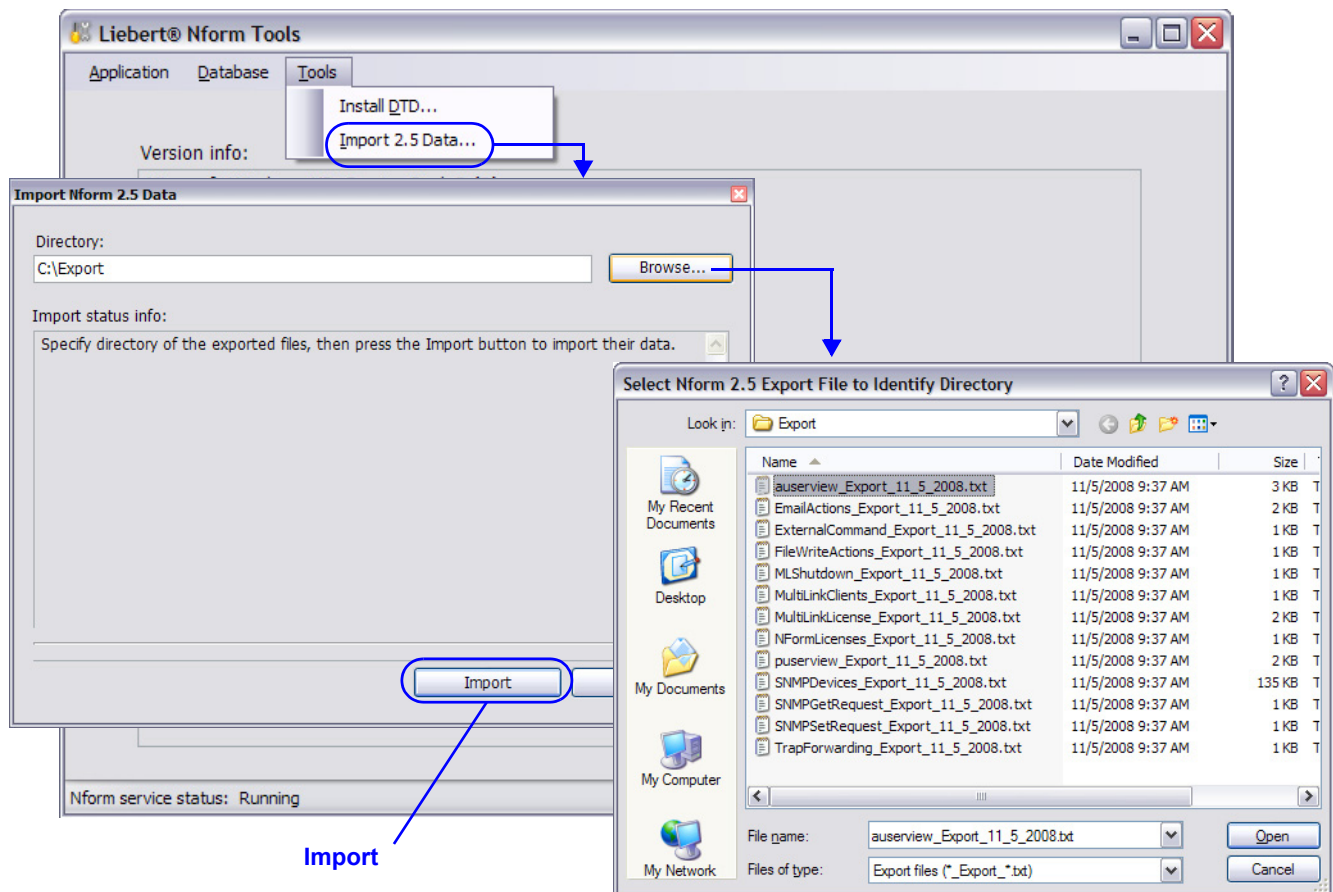 Liebert® Nform Tools
Application Database Tools
Install DTD...
Import 2.5 Data...
Version info:
Import Nform 2.5 Data
Directory:
C:\Export
Browse...
Import status info:
Specify directory of the exported files, then press the Import button to import their data.
Import
Nform service status: Running
Import
Select Nform 2.5 Export File to Identify Directory
Look in: Export
My Recent Documents
Desktop
My Documents
My Computer
My Network
Name Date Modified Size
auserview_Export_11_5_2008.txt 11/5/2008 9:37 AM 3 KB T
EmailActions_Export_11_5_2008.txt 11/5/2008 9:37 AM 2 KB T
ExternalCommand_Export_11_5_2008.txt 11/5/2008 9:37 AM 1 KB T
FileWriteActions_Export_11_5_2008.txt 11/5/2008 9:37 AM 1 KB T
MLShutdown_Export_11_5_2008.txt 11/5/2008 9:37 AM 1 KB T
MultiLinkClients_Export_11_5_2008.txt 11/5/2008 9:37 AM 1 KB T
MultiLinkLicense_Export_11_5_2008.txt 11/5/2008 9:37 AM 2 KB T
NFormLicenses_Export_11_5_2008.txt 11/5/2008 9:37 AM 1 KB T
puserview_Export_11_5_2008.txt 11/5/2008 9:37 AM 2 KB T
SNMPDevices_Export_11_5_2008.txt 11/5/2008 9:37 AM 135 KB T
SNMPGetRequest_Export_11_5_2008.txt 11/5/2008 9:37 AM 1 KB T
SNMPSetRequest_Export_11_5_2008.txt 11/5/2008 9:37 AM 1 KB T
TrapForwarding_Export_11_5_2008.txt 11/5/2008 9:37 AM 1 KB T
File name: auserview_Export_11_5_2008.txt Open
Files of type: Export files (*_Export_*.txt) Cancel